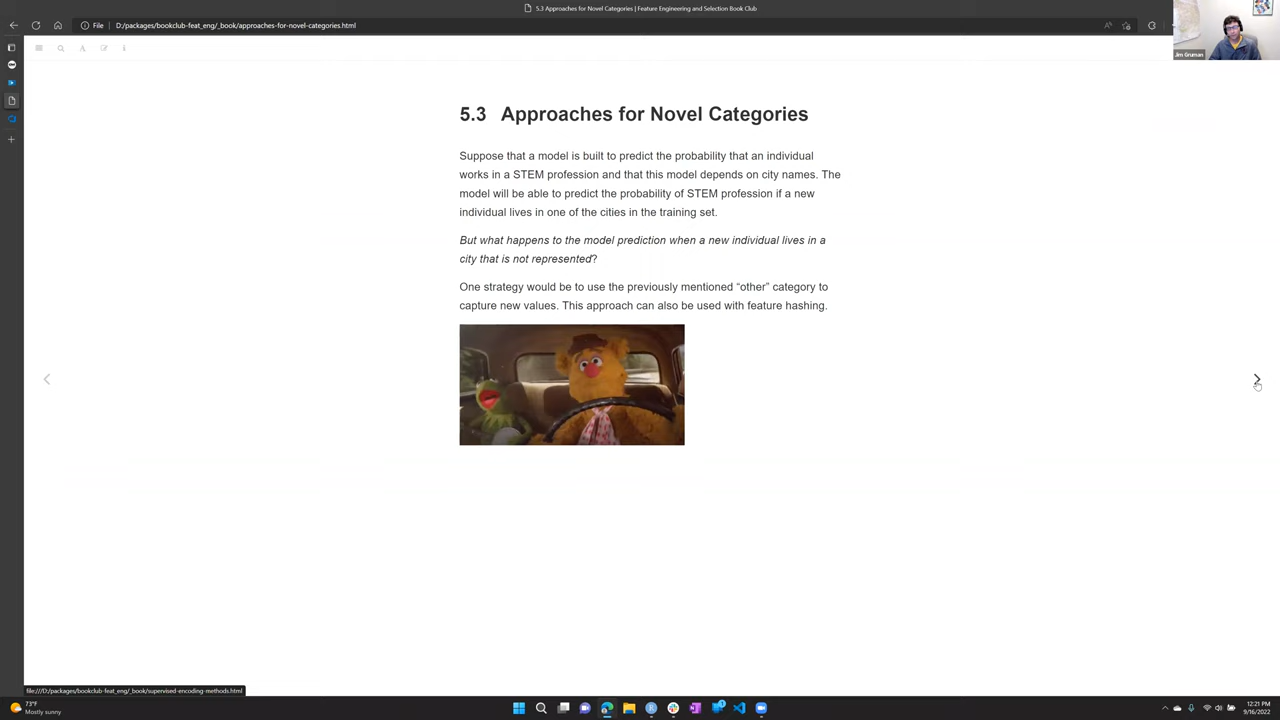 5.3 Approaches for Novel Categories | Feature Engineering and Selection Book Club
File
D:/packages/bookclub-feat_eng/_book/approaches-for-novel-categories.html
Jim Gruman
5.3 Approaches for Novel Categories
Suppose that a model is built to predict the probability that an individual
works in a STEM profession and that this model depends on city names. The
model will be able to predict the probability of STEM profession if a new
individual lives in one of the cities in the training set.
But what happens to the model prediction when a new individual lives in a
city that is not represented?
One strategy would be to use the previously mentioned “other” category to
capture new values. This approach can also be used with feature hashing.
file:///D:/packages/bookclub-feat_eng/_book/supervised-encoding-methods.html
73°F
Mostly sunny
12:21 PM
9/16/2022